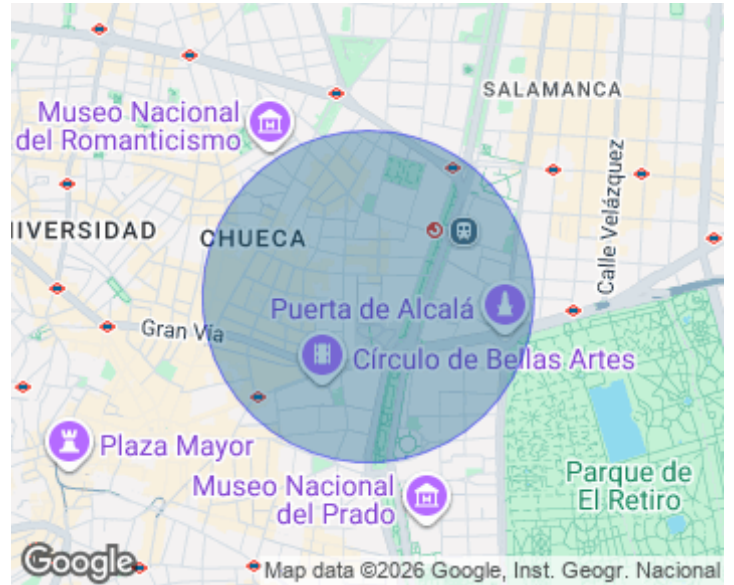 SALAMANCA
Museo Nacional
del Romanticismo
Calle Velázquez
IIVERSIDAD
CHUECA
Puerta de Alcalá
Gran Vía
Círculo de Bellas Artes
Plaza Mayor
Museo Nacional
del Prado
Parque de
El Retiro
Google
Map data ©2026 Google, Inst. Geogr. Nacional